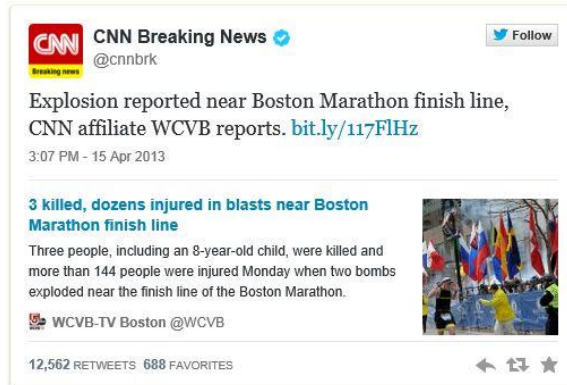 CNN
Breaking news
CNN Breaking News
@cnnbrk
Follow
Explosion reported near Boston Marathon finish line,
CNN affiliate WCVB reports. bit.ly/117FlHz
3:07 PM - 15 Apr 2013
3 killed, dozens injured in blasts near Boston
Marathon finish line
Three people, including an 8-year-old child, were killed and
more than 144 people were injured Monday when two bombs
exploded near the finish line of the Boston Marathon.
WCVB-TV Boston @WCVB
12,562 RETWEETS 688 FAVORITES